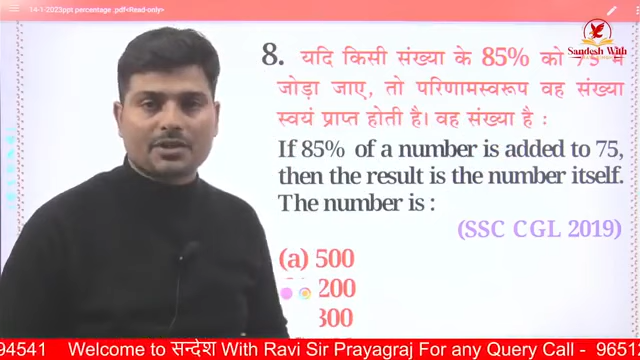 14-1-2023ppt percentage .pdf<Read-only>
Sandesh With
8. यदि किसी संख्या के 85% को 75 में
जोड़ा जाए, तो परिणामस्वरूप वह संख्या
स्वयं प्राप्त होती है। वह संख्या है :
If 85% of a number is added to 75,
then the result is the number itself.
The number is :
(SSC CGL 2019)
(a) 500
200
300
94541 Welcome to सन्देश With Ravi Sir Prayagraj For any Query Call - 9651